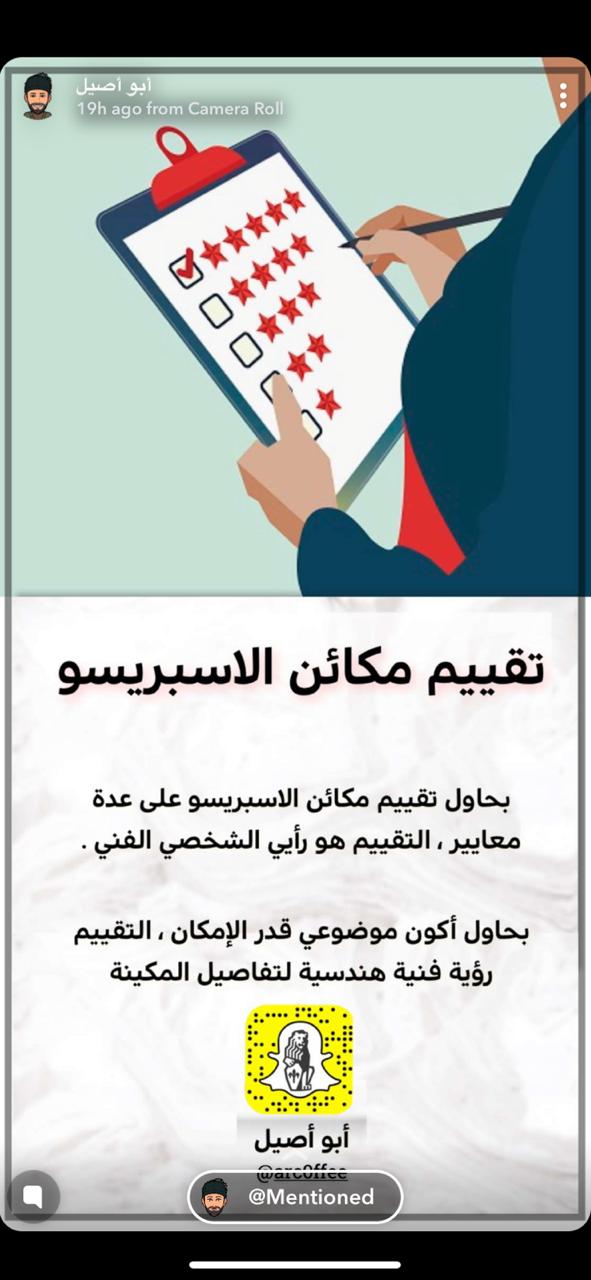 أبو أصيل
19h ago from Camera Roll
تقييم مكائن الاسبريسو
بحاول تقييم مكائن الاسبريسو على عدة
معايير ، التقييم هو رأيي الشخصي الفني .
بحاول أكون موضوعي قدر الإمكان ، التقييم
رؤية فنية هندسية لتفاصيل المكينة
أبو أصيل
@arc0ffee
@Mentioned